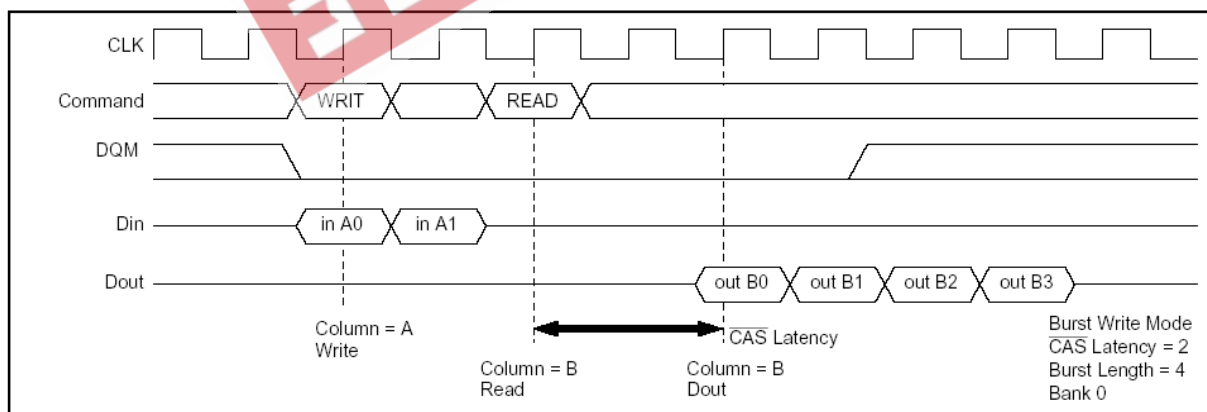 CLK
Command WRIT READ
DQM
Din in A0 in A1
Dout out B0 out B1 out B2 out B3
Column = A
Write
CAS Latency
Column = B
Read
Column = B
Dout
Burst Write Mode
CAS Latency = 2
Burst Length = 4
Bank 0